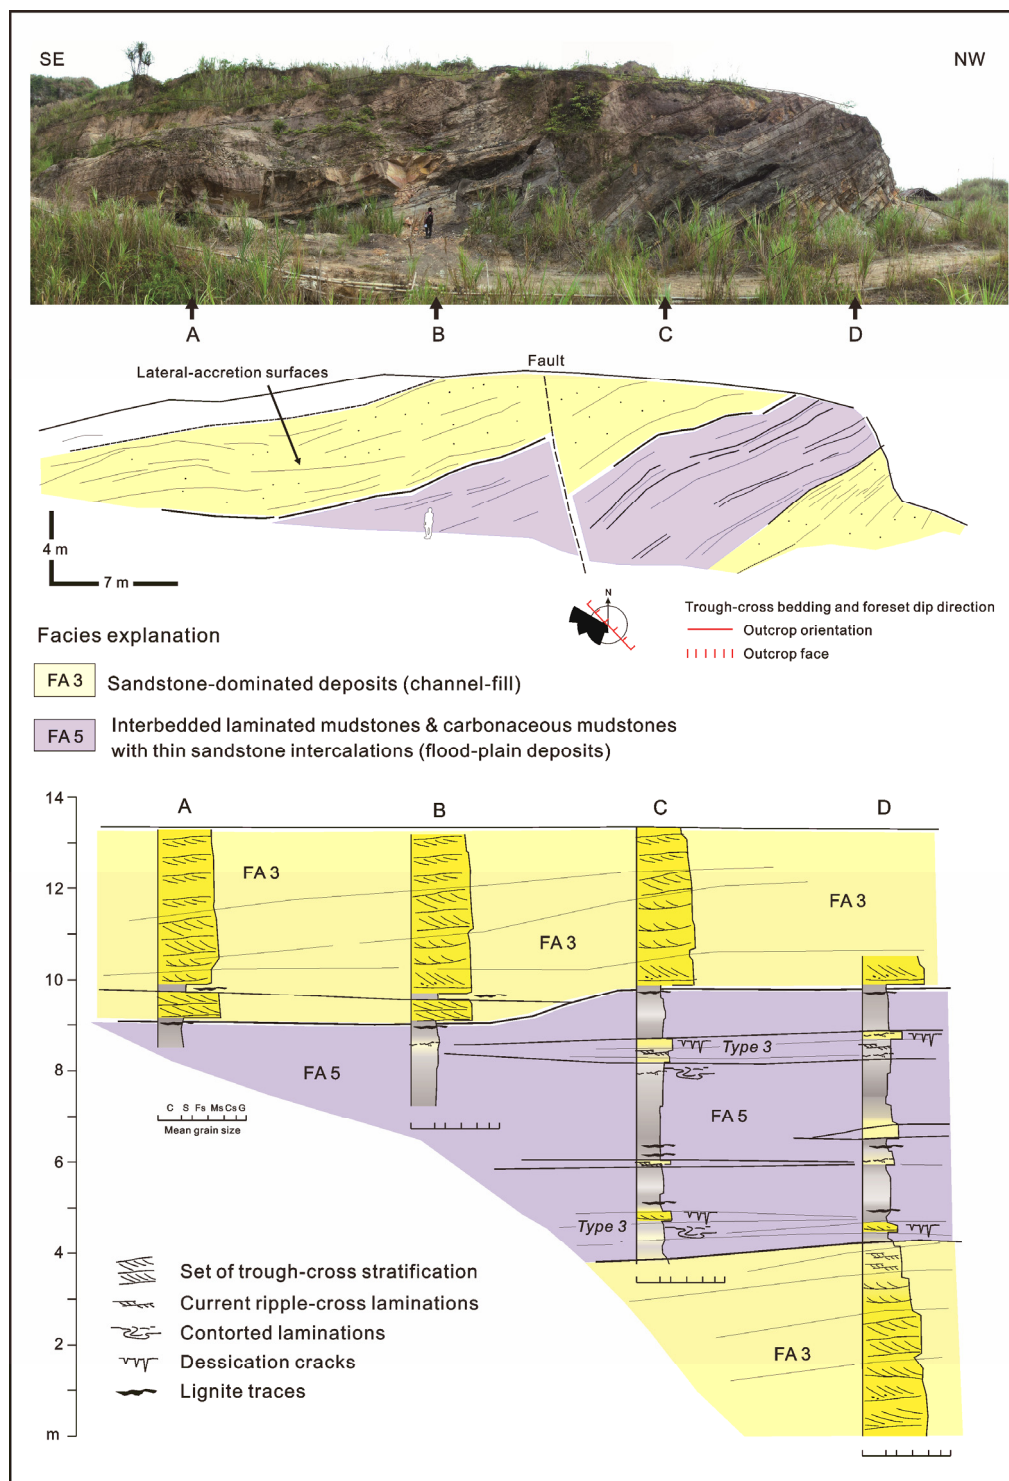 SE
NW
A
B
C
D
Fault
Lateral-accretion surfaces
4 m
7 m
N
Trough-cross bedding and foreset dip direction
Outcrop orientation
Outcrop face
Facies explanation
FA 3
Sandstone-dominated deposits (channel-fill)
FA 5
Interbedded laminated mudstones & carbonaceous mudstones
with thin sandstone intercalations (flood-plain deposits)
14
A
B
C
D
FA 3
12
FA 3
FA 3
10
Type 3
8
FA 5
C S Fs Ms Cs G
Mean grain size
FA 5
6
Type 3
4
Set of trough-cross stratification
Current ripple-cross laminations
Contorted laminations
2
FA 3
Dessication cracks
Lignite traces
m